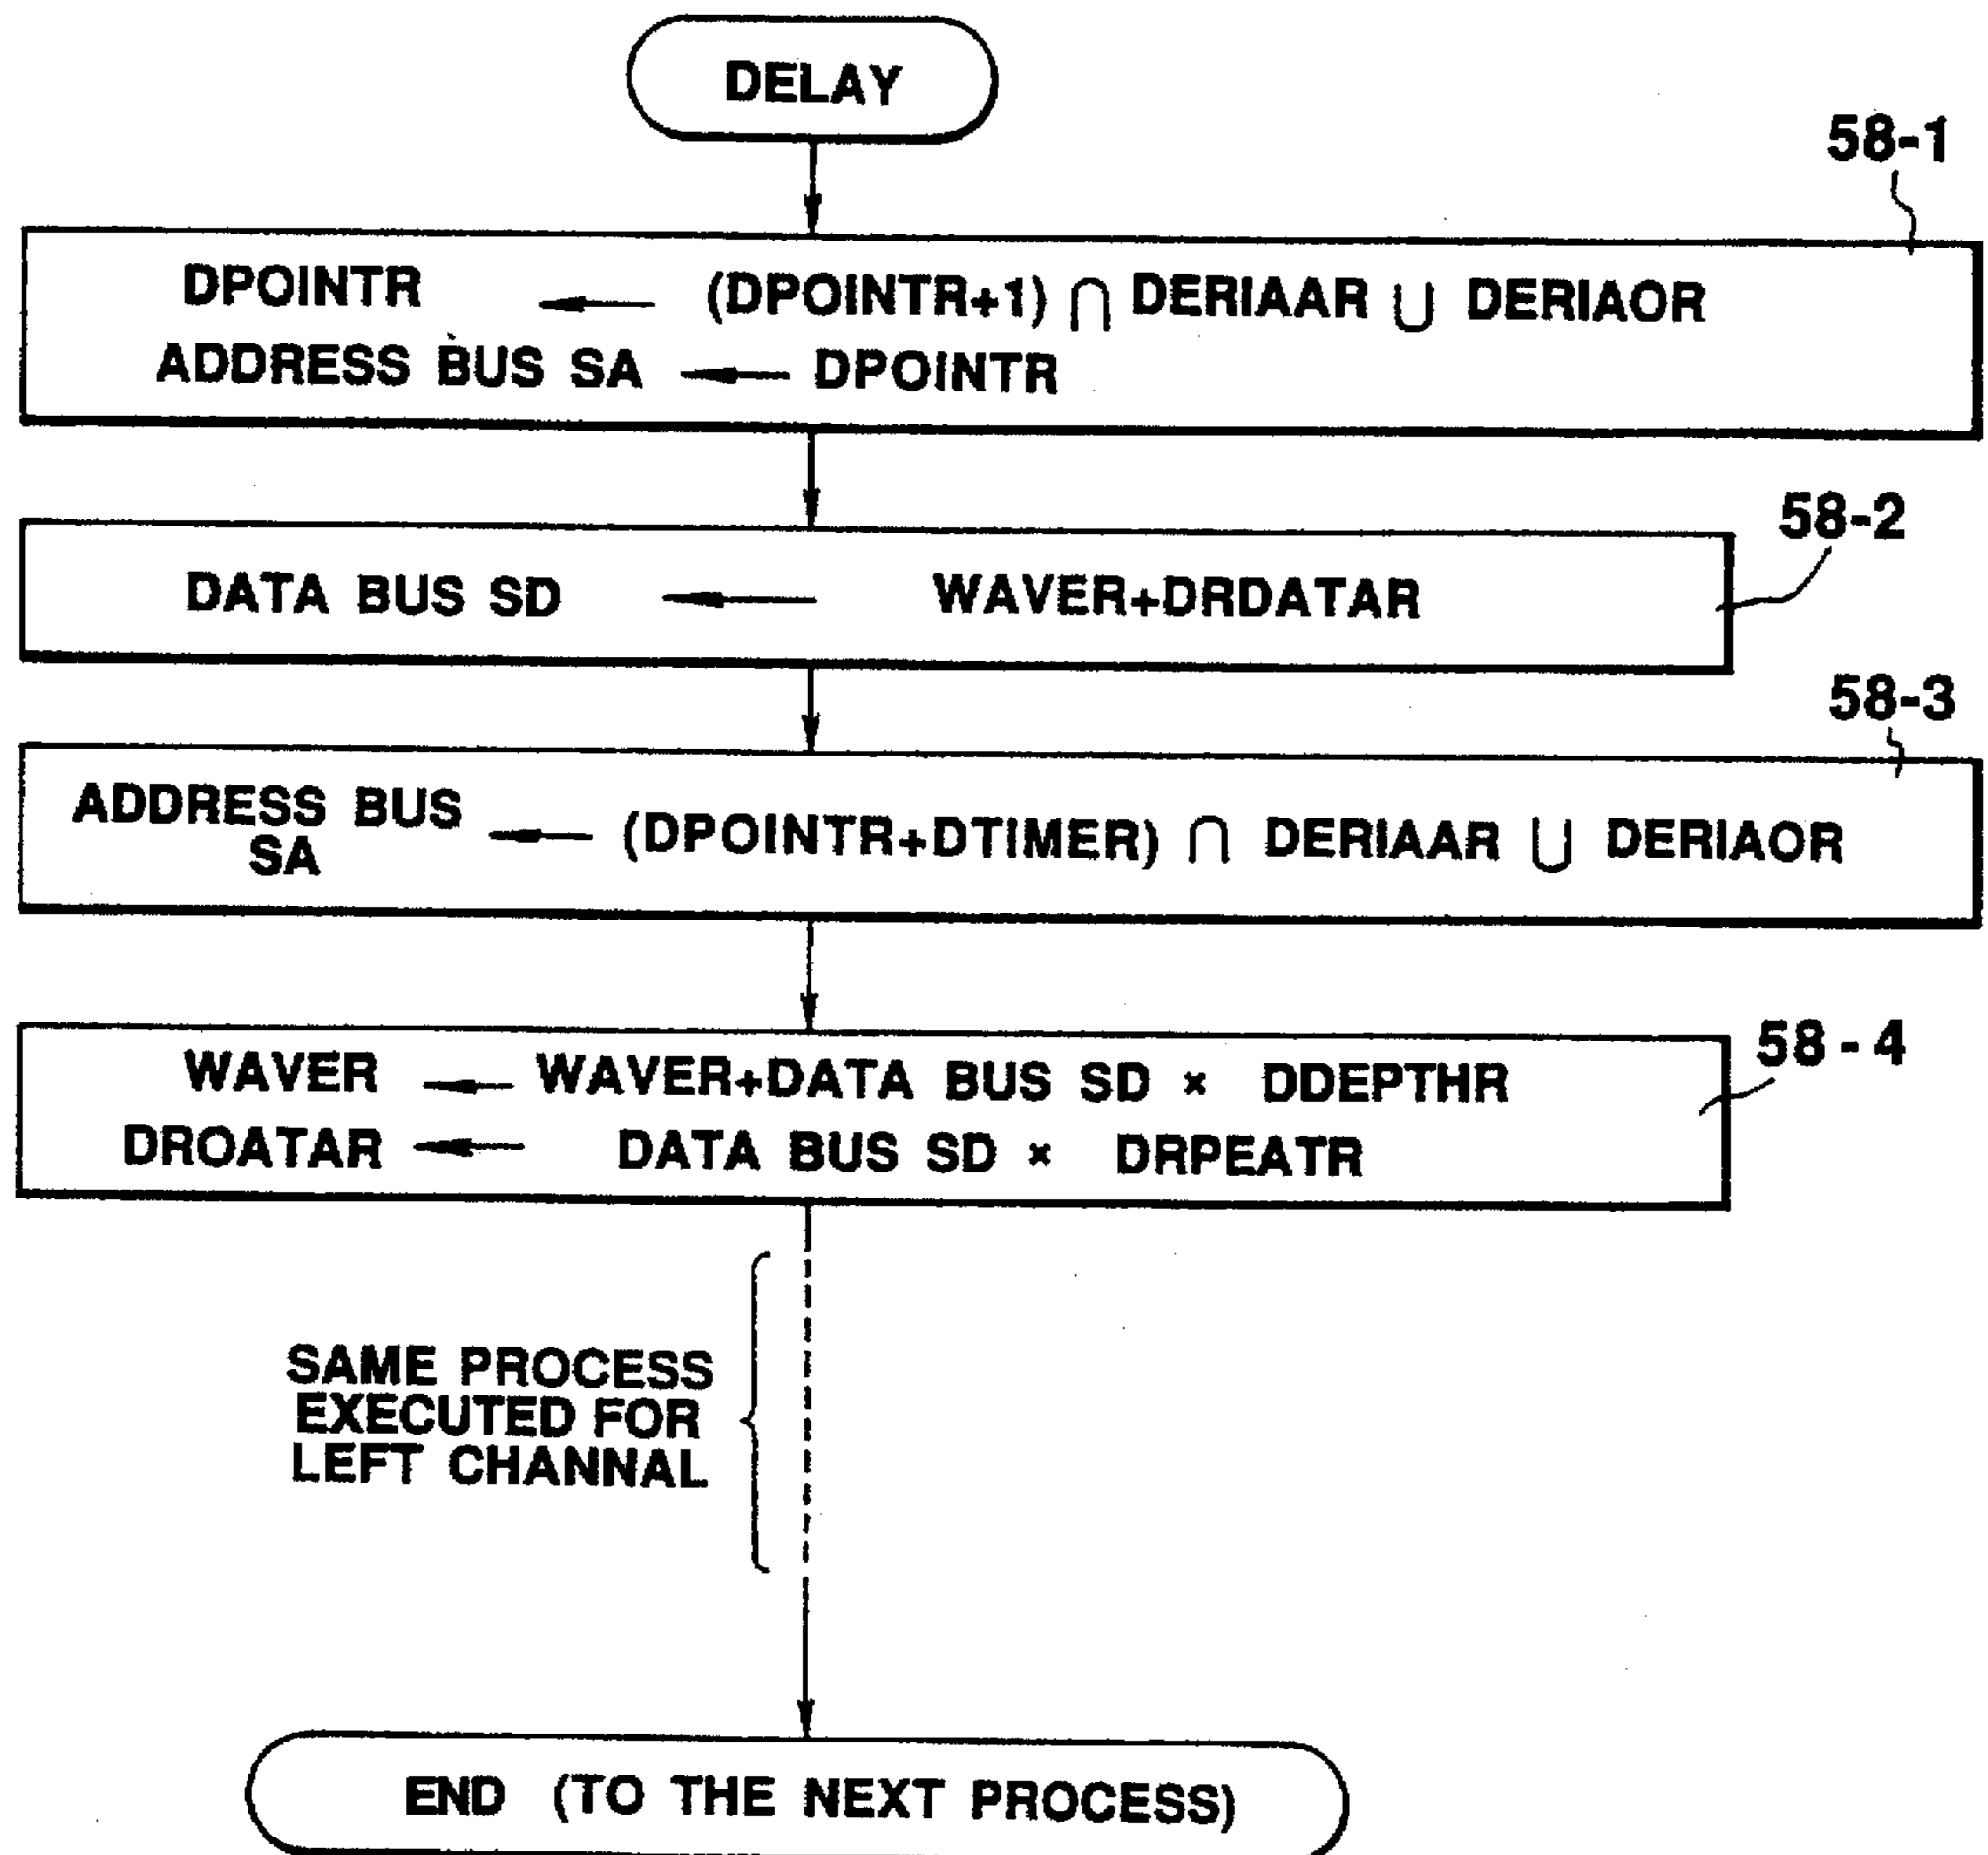 DELAY
58-1
DPOINTR ← (DPOINTR+1) ∩ DERIAAR ∪ DERIAOR
ADDRESS BUS SA ← DPOINTR
58-2
DATA BUS SD ← WAVER+DRDATAR
58-3
ADDRESS BUS
SA ← (DPOINTR+DTIMER) ∩ DERIAAR ∪ DERIAOR
58-4
WAVER ← WAVER+DATA BUS SD × DDEPTHR
DROATAR ← DATA BUS SD × DRPEATR
SAME PROCESS
EXECUTED FOR
LEFT CHANNAL
END (TO THE NEXT PROCESS)